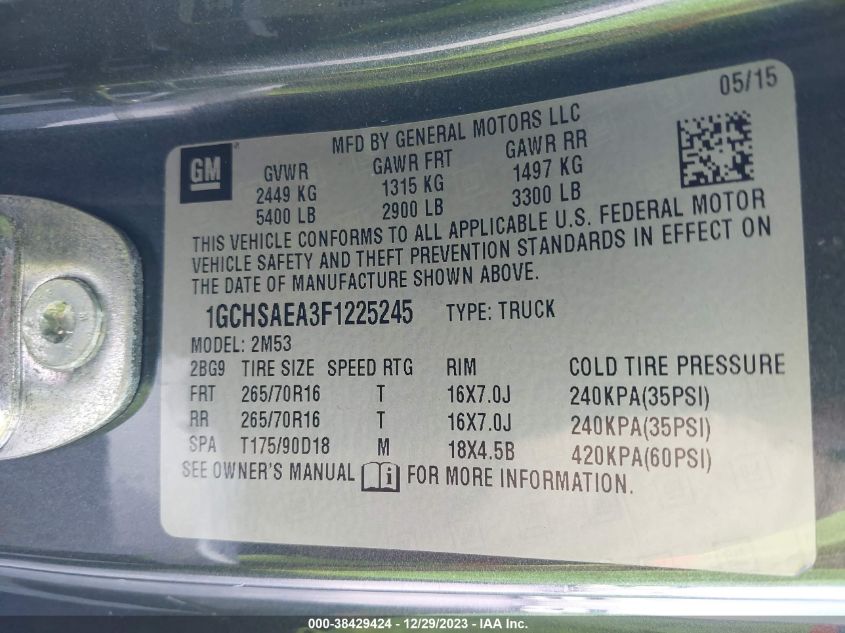 05/15
MFD BY GENERAL MOTORS LLC
GM
GVWR GAWR FRT GAWR RR
2449 KG 1315 KG 1497 KG
5400 LB 2900 LB 3300 LB
THIS VEHICLE CONFORMS TO ALL APPLICABLE U.S. FEDERAL MOTOR
VEHICLE SAFETY AND THEFT PREVENTION STANDARDS IN EFFECT ON
THE DATE OF MANUFACTURE SHOWN ABOVE.
1GCHSAEA3F1225245 TYPE: TRUCK
MODEL: 2M53
2BG9 TIRE SIZE SPEED RTG RIM COLD TIRE PRESSURE
FRT 265/70R16 T 16X7.0J 240KPA(35PSI)
RR 265/70R16 T 16X7.0J 240KPA(35PSI)
SPA T175/90D18 M 18X4.5B 420KPA(60PSI)
SEE OWNER'S MANUAL i FOR MORE INFORMATION.
000-38429424 - 12/29/2023 - IAA Inc.